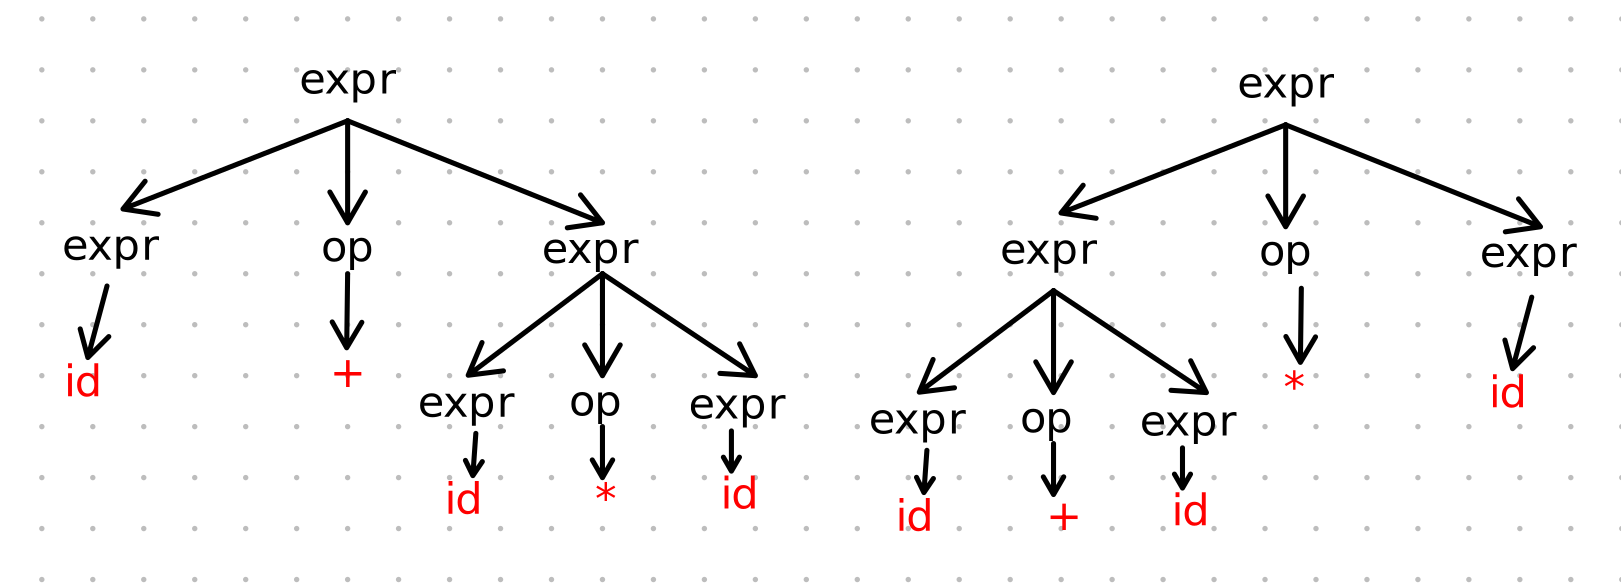 expr
expr op expr
id + expr op expr
id * id
expr
expr op expr
expr op expr * id
id + id